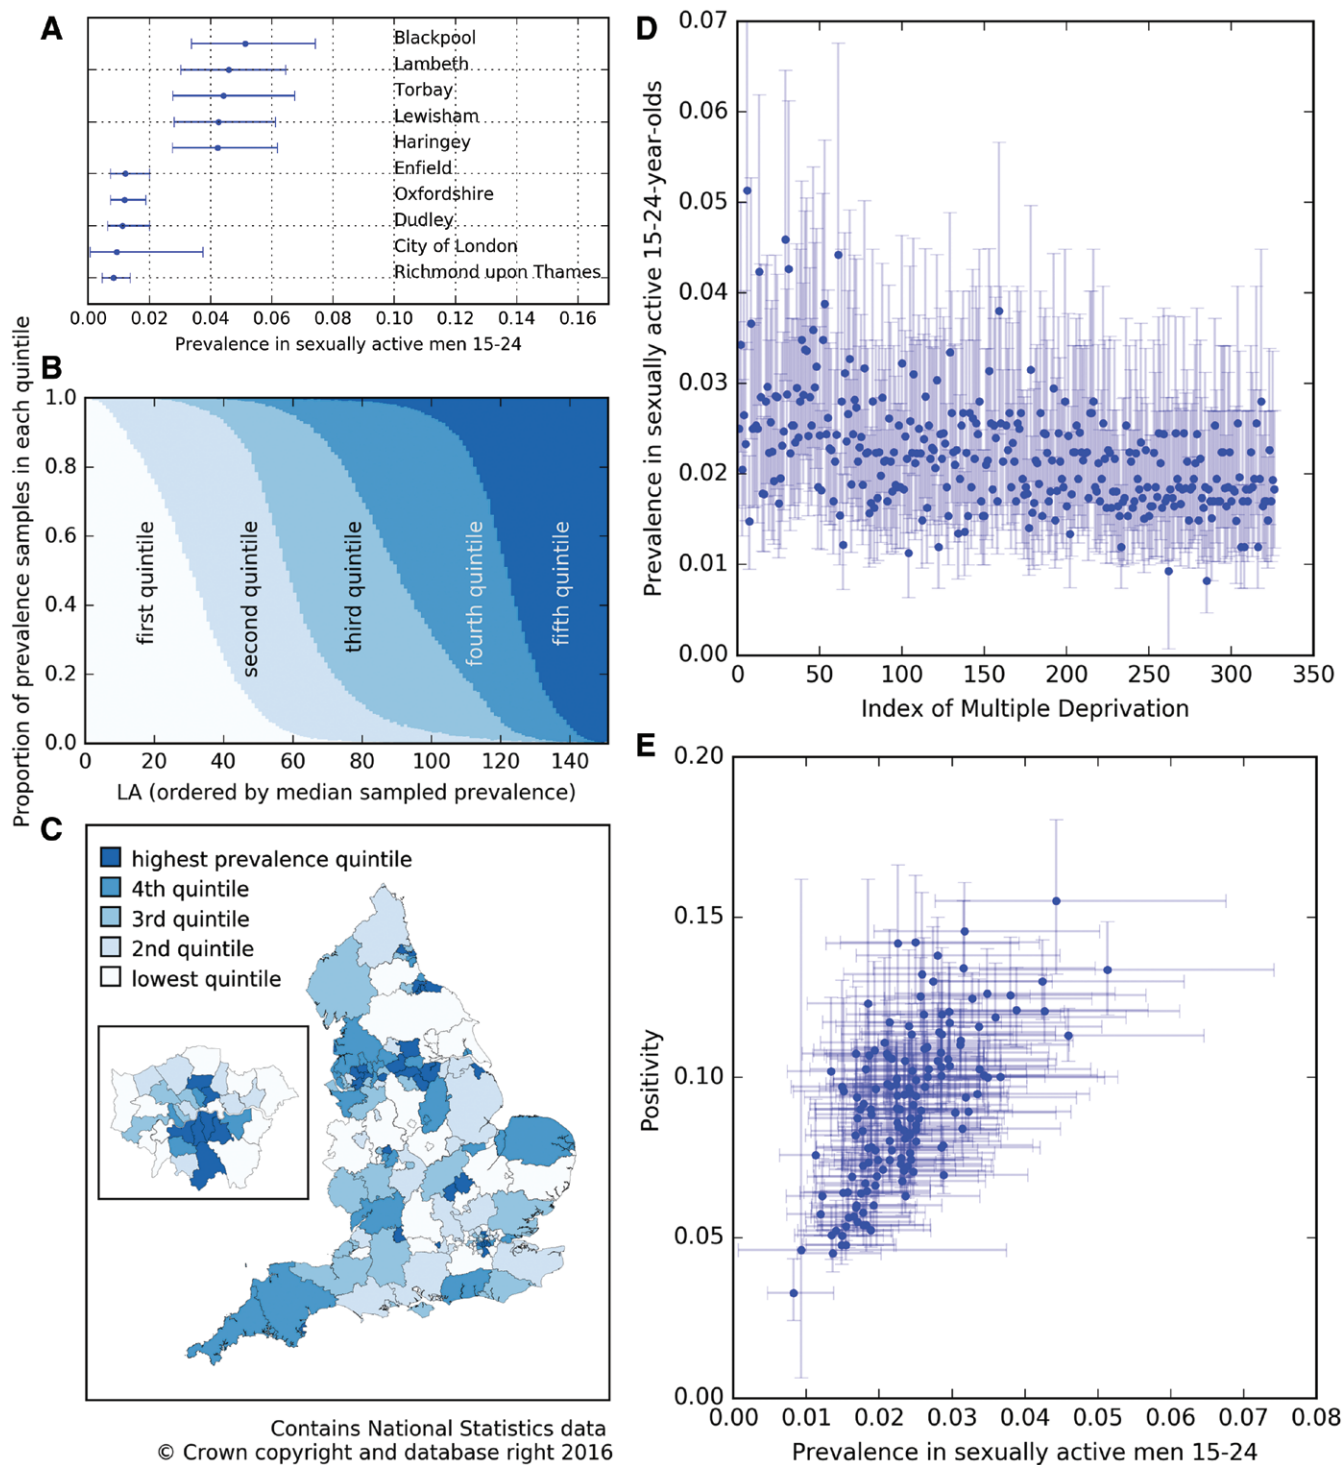 A
Blackpool
Lambeth
Torbay
Lewisham
Haringey
Enfield
Oxfordshire
Dudley
City of London
Richmond upon Thames
0.00 0.02 0.04 0.06 0.08 0.10 0.12 0.14 0.16
Prevalence in sexually active men 15-24
B
Proportion of prevalence samples in each quintile
1.0
0.8
0.6
0.4
0.2
0.0
first quintile
second quintile
third quintile
fourth quintile
fifth quintile
0 20 40 60 80 100 120 140
LA (ordered by median sampled prevalence)
C
highest prevalence quintile
4th quintile
3rd quintile
2nd quintile
lowest quintile
Contains National Statistics data
© Crown copyright and database right 2016
D
Prevalence in sexually active 15-24-year-olds
0.07
0.06
0.05
0.04
0.03
0.02
0.01
0.00
0 50 100 150 200 250 300 350
Index of Multiple Deprivation
E
Positivity
0.20
0.15
0.10
0.05
0.00
0.00 0.01 0.02 0.03 0.04 0.05 0.06 0.07 0.08
Prevalence in sexually active men 15-24